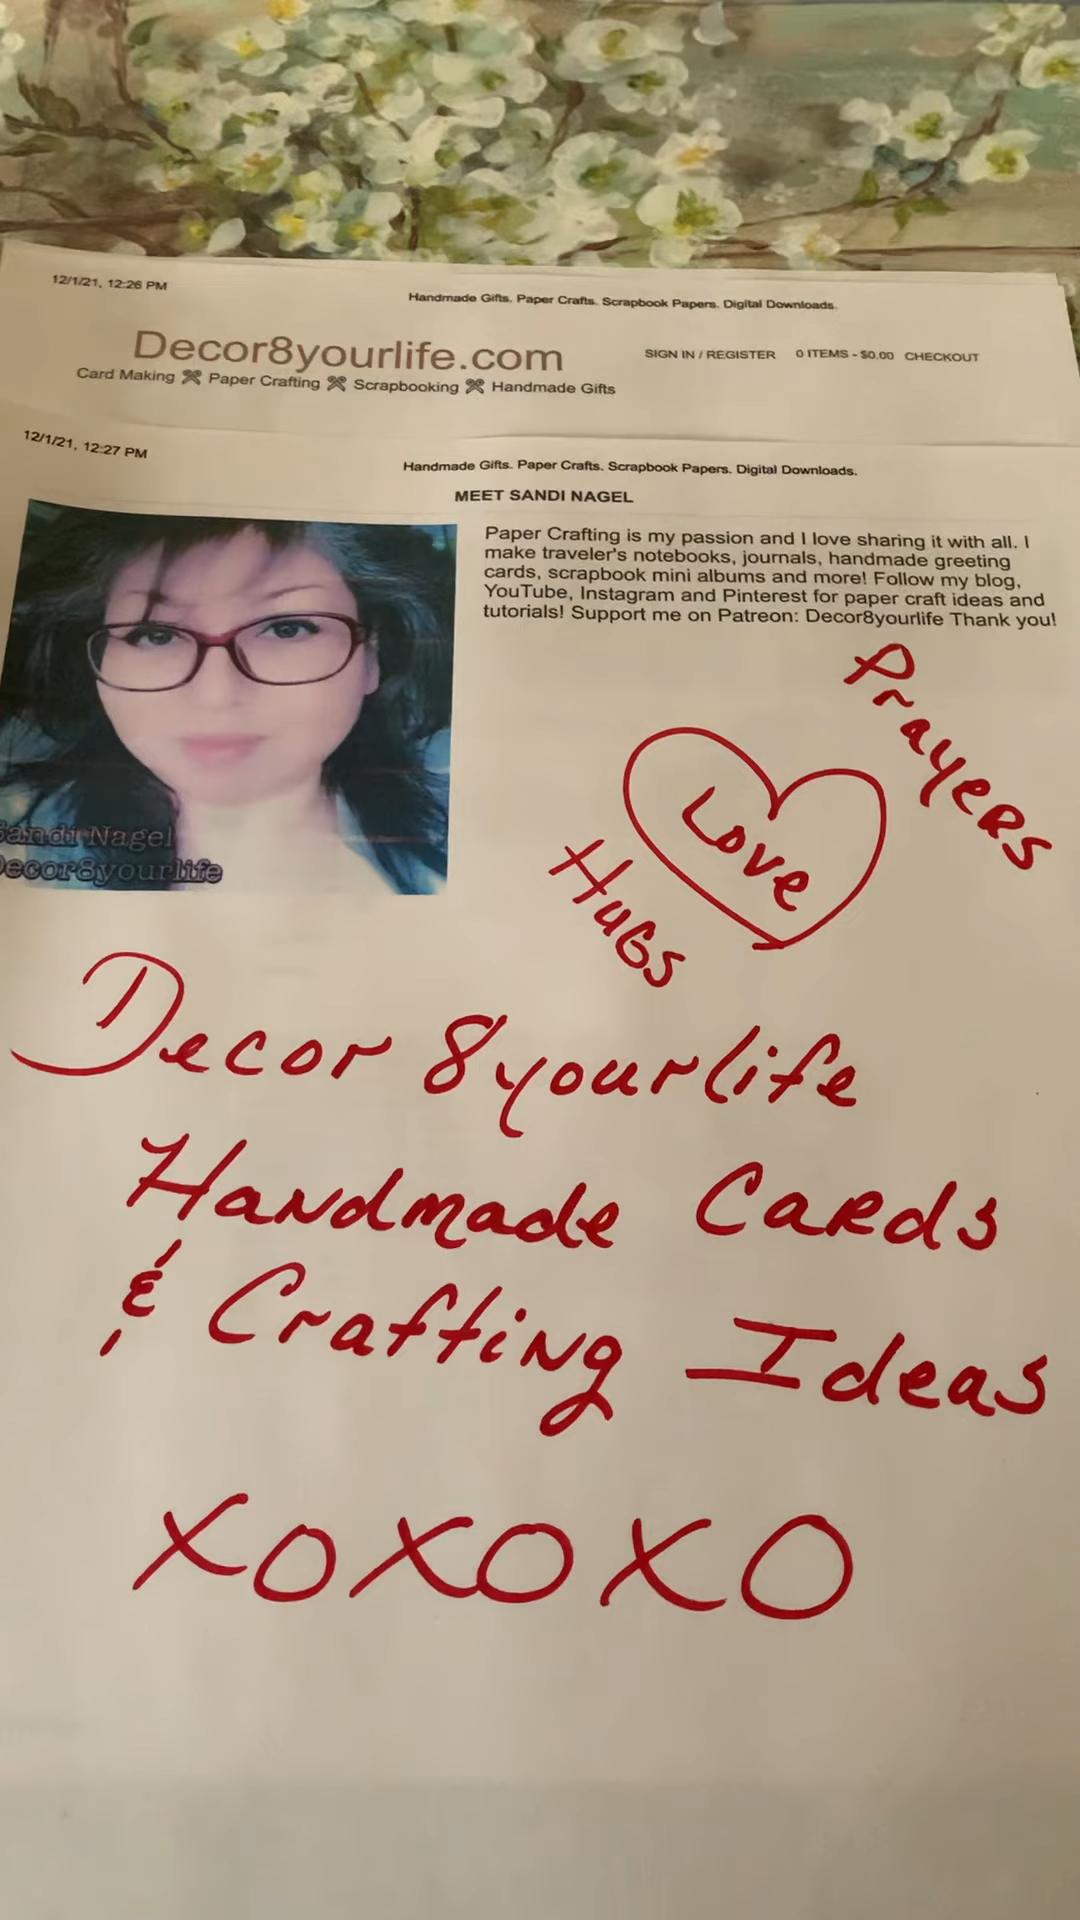 12/1/21, 12:26 PM
Handmade Gifts. Paper Crafts. Scrapbook Papers. Digital Downloads.
Decor8yourlife.com
SIGN IN / REGISTER 0 ITEMS - $0.00 CHECKOUT
Card Making Paper Crafting Scrapbooking Handmade Gifts
12/1/21, 12:27 PM
Handmade Gifts. Paper Crafts. Scrapbook Papers. Digital Downloads.
MEET SANDI NAGEL
Paper Crafting is my passion and I love sharing it with all. I
make traveler's notebooks, journals, handmade greeting
cards, scrapbook mini albums and more! Follow my blog,
YouTube, Instagram and Pinterest for paper craft ideas and
tutorials! Support me on Patreon: Decor8yourlife Thank you!
Sandi Nagel
Decor8yourlife
Prayers
Love
Hugs
Decor 8yourlife
Handmade Cards
& Crafting Ideas
XOXOXO